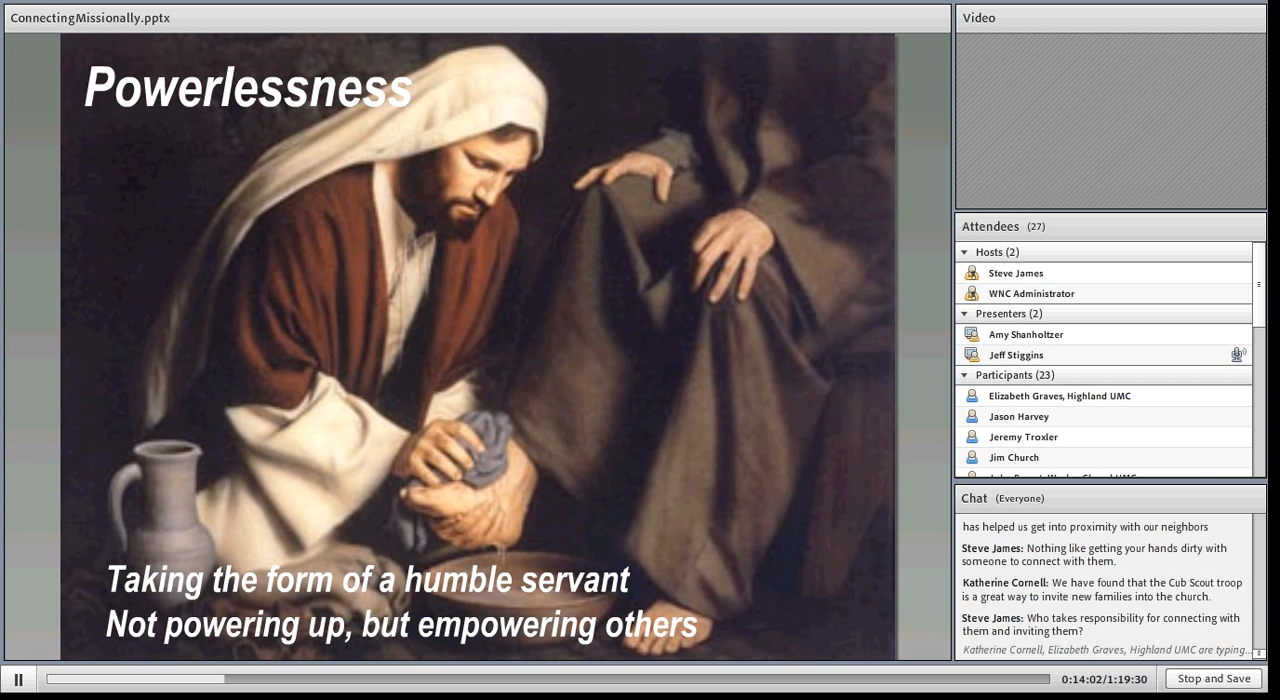 ConnectingMissionally.pptx
Powerlessness
Taking the form of a humble servant
Not powering up, but empowering others
Video
Attendees (27)
Hosts (2)
Steve James
WNC Administrator
Presenters (2)
Amy Shanholtzer
Jeff Stiggins
Participants (23)
Elizabeth Graves, Highland UMC
Jason Harvey
Jeremy Troxler
Jim Church
Chat (Everyone)
has helped us get into proximity with our neighbors
Steve James: Nothing like getting your hands dirty with
someone to connect with them.
Katherine Cornell: We have found that the Cub Scout troop
is a great way to invite new families into the church.
Steve James: Who takes responsibility for connecting with
them and inviting them?
Katherine Cornell, Elizabeth Graves, Highland UMC are typing...
0:14:02/1:19:30
Stop and Save